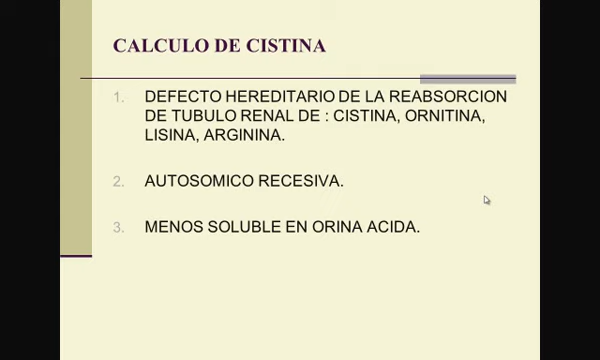 CALCULO DE CISTINA
1. DEFECTO HEREDITARIO DE LA REABSORCION
DE TUBULO RENAL DE : CISTINA, ORNITINA,
LISINA, ARGININA.
2. AUTOSOMICO RECESIVA.
3. MENOS SOLUBLE EN ORINA ACIDA.